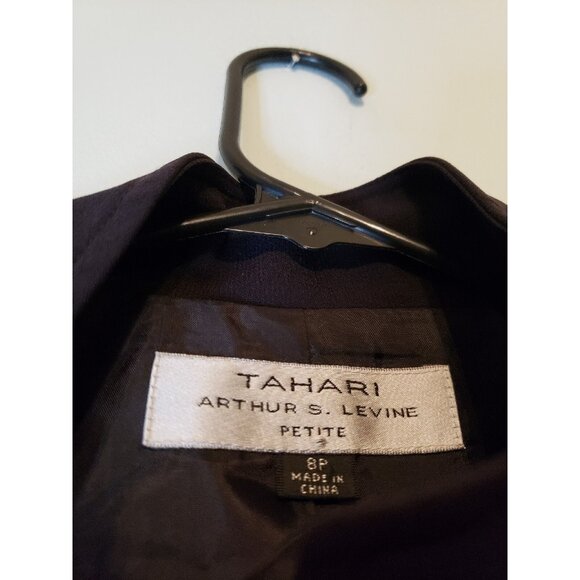 TAHARI
ARTHUR S. LEVINE
PETITE
8P
MADE IN
CHINA